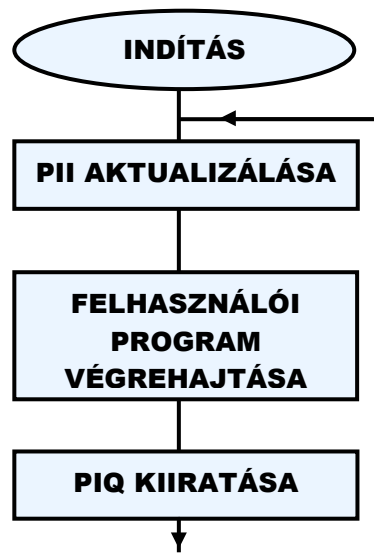 INDÍTÁS
PII AKTUALIZÁLÁSA
FELHASZNÁLÓI
PROGRAM
VÉGREHAJTÁSA
PIQ KIIRATÁSA